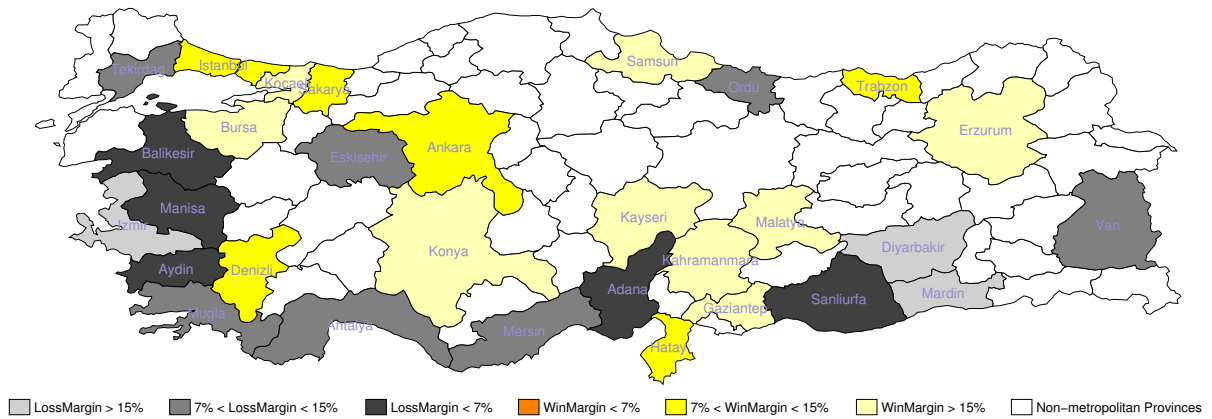 Samsun
Tekirdag
Istanbul
Kocaeli
Sakarya
Ordu
Trabzon
Bursa
Erzurum
Balikesir
Eskisehir
Ankara
Manisa
Izmir
Kayseri
Malatya
Van
Konya
Diyarbakir
Aydin
Denizli
Kahramanmara
Adana
Sanliurfa
Mardin
Mugla
Antalya
Mersin
Gaziantep
Hatay
LossMargin > 15% 7% < LossMargin < 15% LossMargin < 7% WinMargin < 7% 7% < WinMargin < 15% WinMargin > 15% Non−metropolitan Provinces